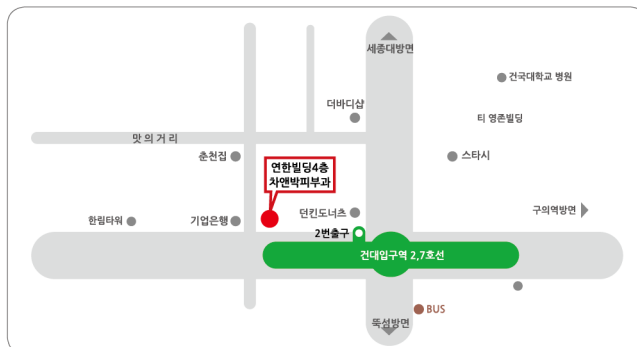 세종대방면
건국대학교 병원
더바디샵
티 영존빌딩
맛의거리
춘천집
연한빌딩4층
차앤박피부과
스타시
한림타워
기업은행
던킨도너츠
구의역방면
2번출구
건대입구역 2,7호선
BUS
뚝섬방면